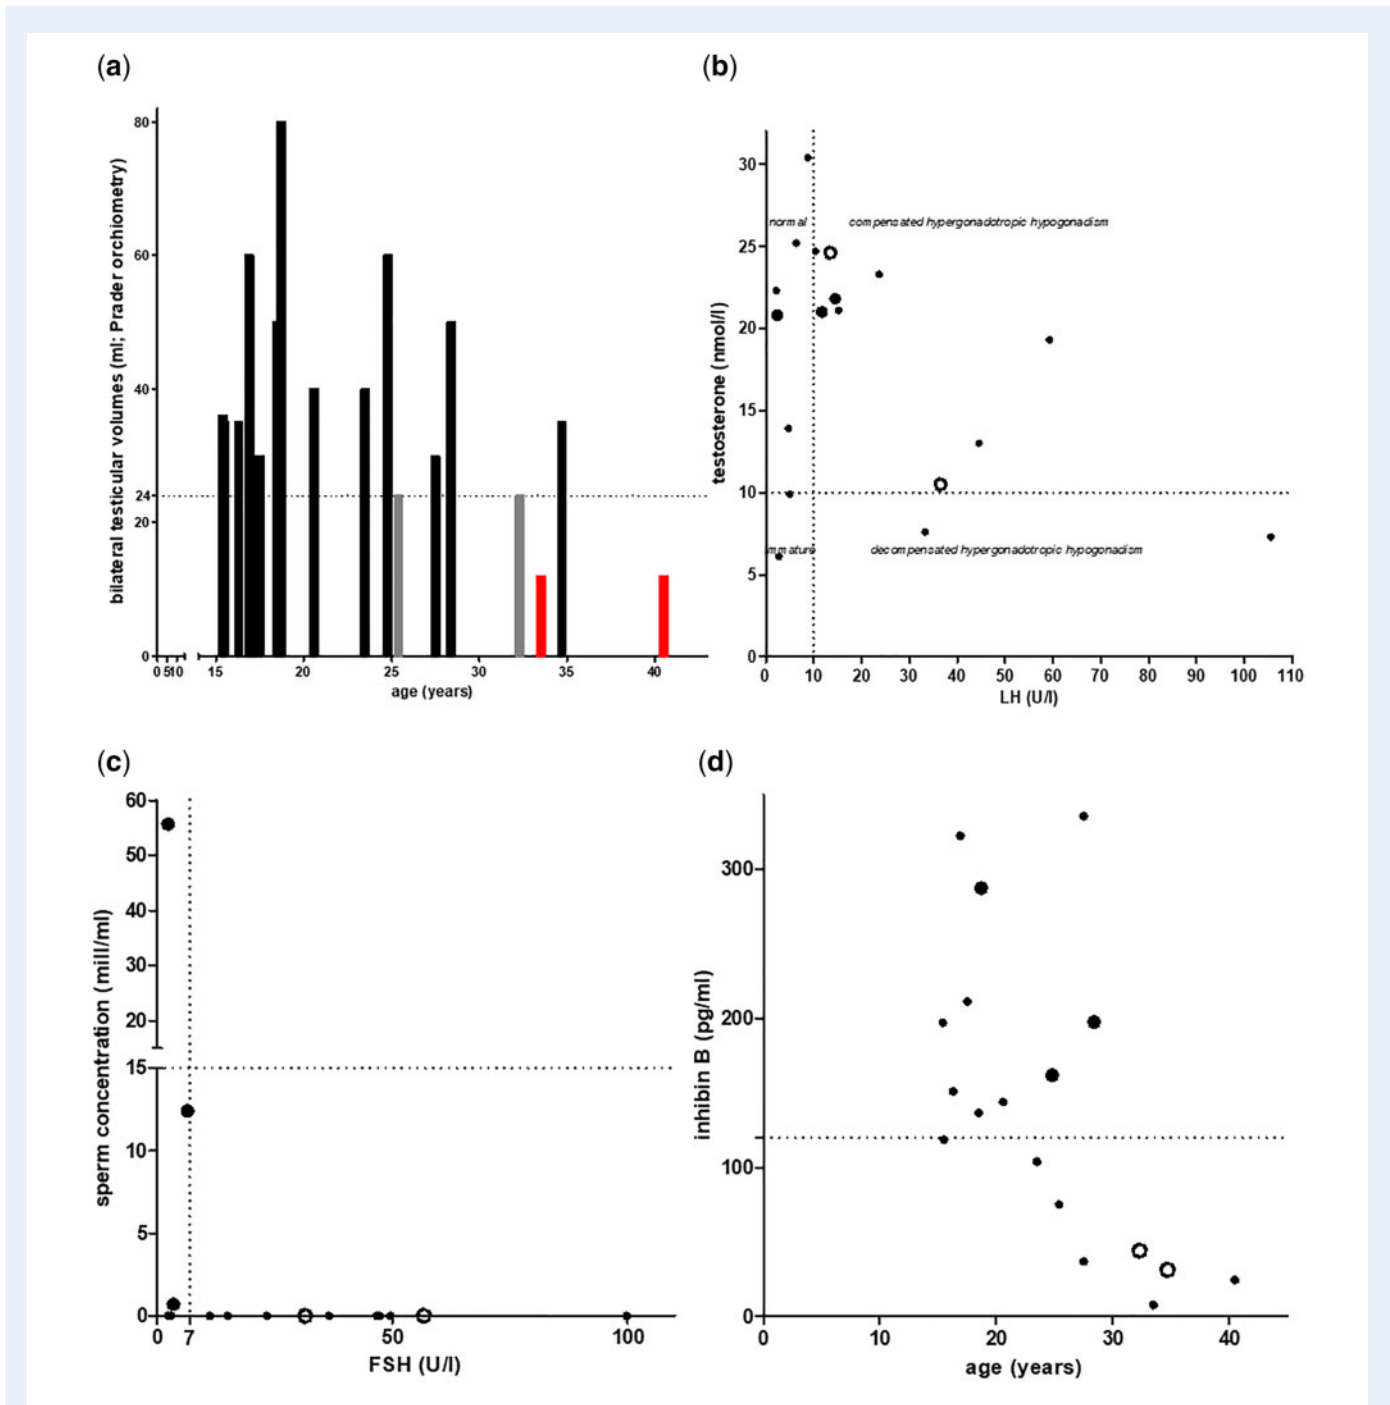 (a)
bilateral testicular volumes (ml; Prader orchiometry)
80
60
40
24
20
0
0 5 10 15 20 25 30 35 40
age (years)
(b)
testosterone (nmol/l)
30
25
20
15
10
5
0
normal
compensated hypergonadotropic hypogonadism
mmature
decompensated hypergonadotropic hypogonadism
0 10 20 30 40 50 60 70 80 90 100 110
LH (U/l)
(c)
sperm concentration (mill/ml)
60
50
40
30
20
15
10
5
0
0 7 50 100
FSH (U/l)
(d)
inhibin B (pg/ml)
300
200
100
0
0 10 20 30 40
age (years)